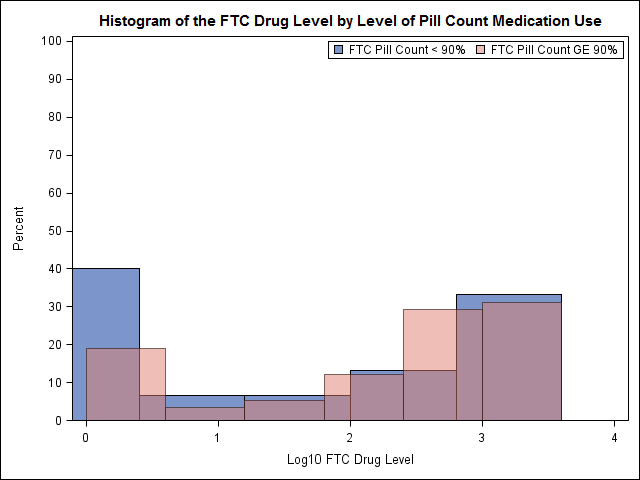 Histogram of the FTC Drug Level by Level of Pill Count Medication Use
FTC Pill Count < 90% FTC Pill Count GE 90%
100
90
80
70
60
50
40
30
20
10
0
Percent
0 1 2 3 4
Log10 FTC Drug Level